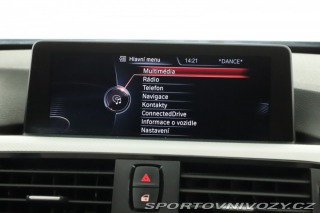 Hlavní menu 14:21 *DANCE*
Multimédia
Rádio
Telefon
Navigace
Kontakty
ConnectedDrive
Informace o vozidle
Nastavení
SPORTOVNIVOZY.CZ